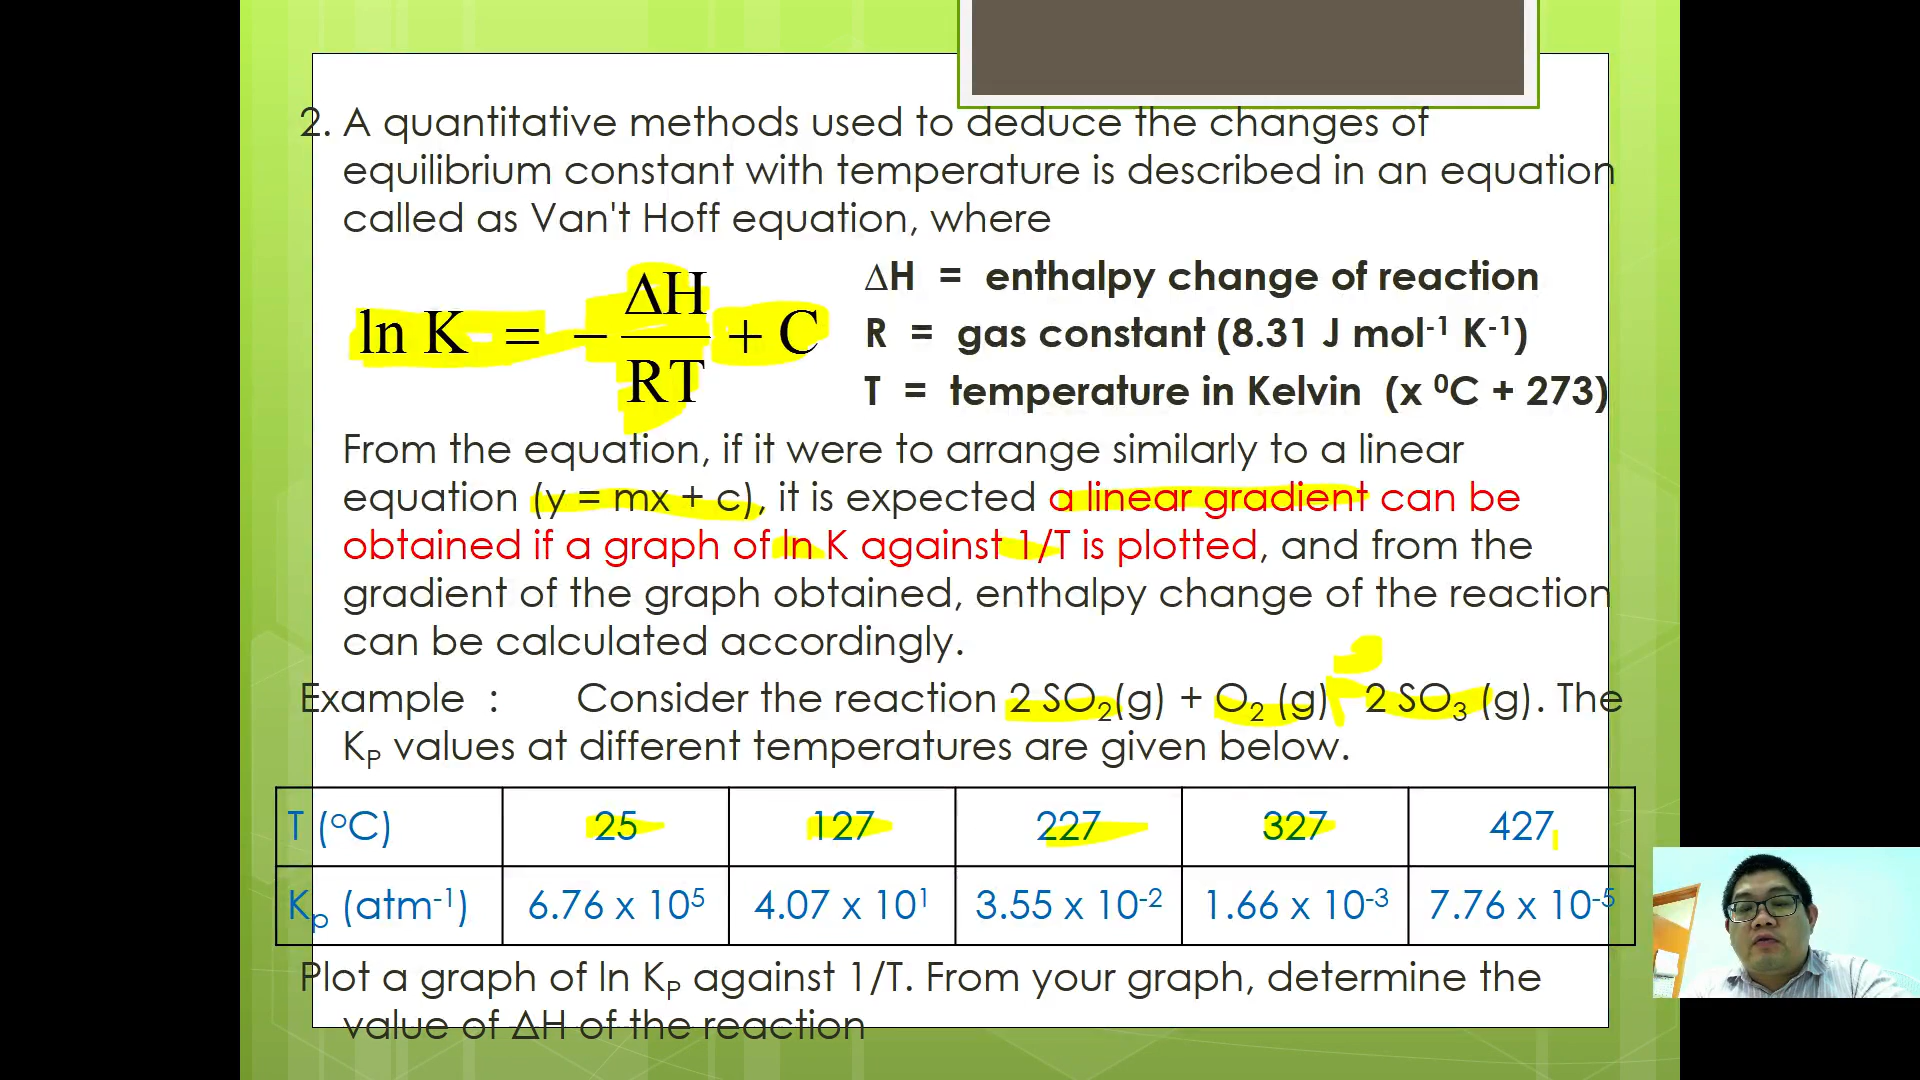 2. A quantitative methods used to deduce the changes of
equilibrium constant with temperature is described in an equation
called as Van't Hoff equation, where
ln K = − ΔH/RT + C
ΔH = enthalpy change of reaction
R = gas constant (8.31 J mol⁻¹ K⁻¹)
T = temperature in Kelvin (x ⁰C + 273)
From the equation, if it were to arrange similarly to a linear
equation (y = mx + c), it is expected a linear gradient can be
obtained if a graph of ln K against 1/T is plotted, and from the
gradient of the graph obtained, enthalpy change of the reaction
can be calculated accordingly.
Example : Consider the reaction 2 SO₂(g) + O₂ (g) 2 SO₃ (g). The
K_P values at different temperatures are given below.
T (°C) 25 127 227 327 427
Kₚ (atm⁻¹) 6.76 x 10⁵ 4.07 x 10¹ 3.55 x 10⁻² 1.66 x 10⁻³ 7.76 x 10⁻⁵
Plot a graph of ln K_P against 1/T. From your graph, determine the
value of ΔH of the reaction